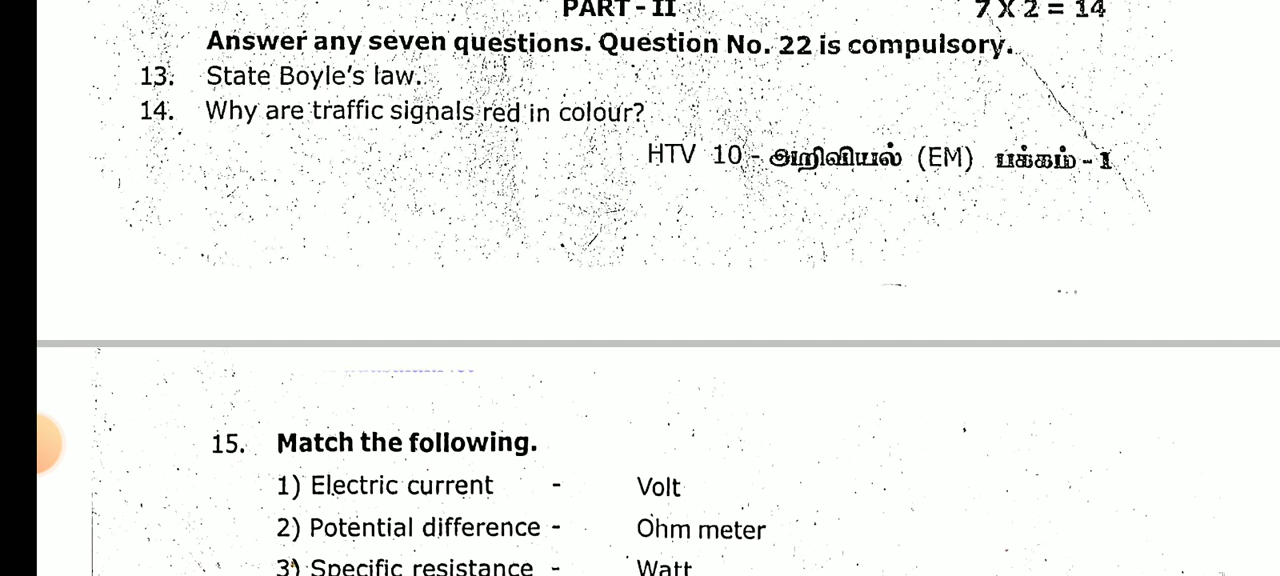 PART - II 7 X 2 = 14
Answer any seven questions. Question No. 22 is compulsory.
13. State Boyle's law.
14. Why are traffic signals red in colour?
HTV 10 - அறிவியல் (EM) பக்கம் - 1
15. Match the following.
1) Electric current - Volt
2) Potential difference - Ohm meter
3) Specific resistance - Watt